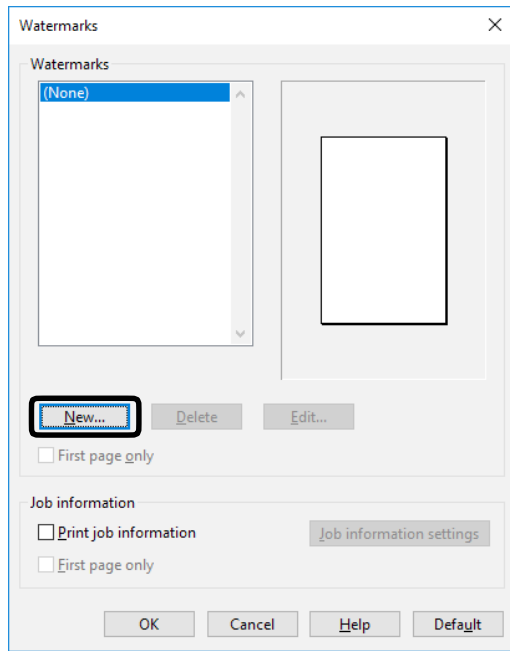 Watermarks
Watermarks
(None)
New... Delete Edit...
First page only
Job information
Print job information Job information settings
First page only
OK Cancel Help Default